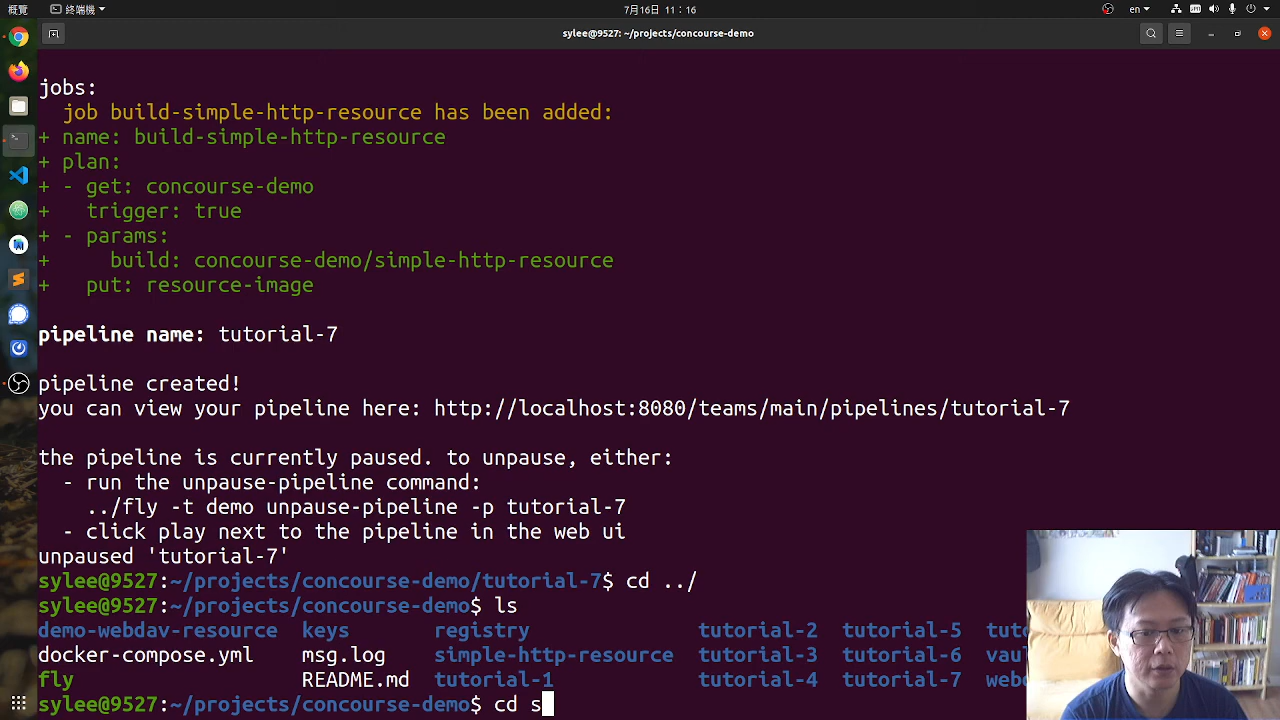 概覽 終端機 7月16日 11:16 en
sylee@9527: ~/projects/concourse-demo
jobs:
job build-simple-http-resource has been added:
+ name: build-simple-http-resource
+ plan:
+ - get: concourse-demo
+   trigger: true
+ - params:
+     build: concourse-demo/simple-http-resource
+   put: resource-image
pipeline name: tutorial-7
pipeline created!
you can view your pipeline here: http://localhost:8080/teams/main/pipelines/tutorial-7
the pipeline is currently paused. to unpause, either:
- run the unpause-pipeline command:
../fly -t demo unpause-pipeline -p tutorial-7
- click play next to the pipeline in the web ui
unpaused 'tutorial-7'
sylee@9527:~/projects/concourse-demo/tutorial-7$ cd ../
sylee@9527:~/projects/concourse-demo$ ls
demo-webdav-resource keys registry tutorial-2 tutorial-5
docker-compose.yml msg.log simple-http-resource tutorial-3 tutorial-6
fly README.md tutorial-1 tutorial-4 tutorial-7
sylee@9527:~/projects/concourse-demo$ cd s